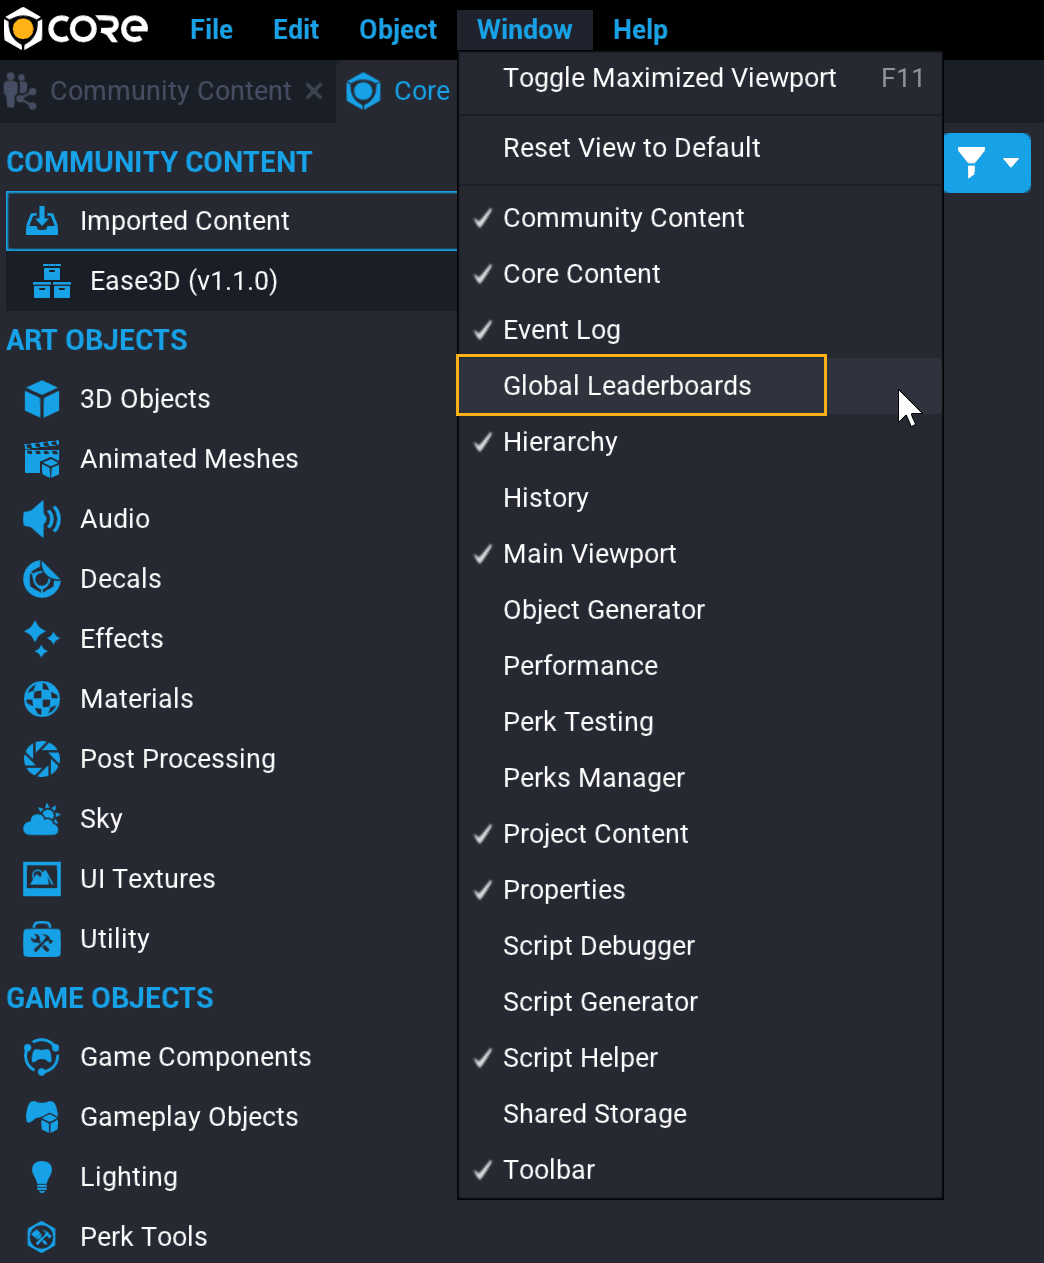 CORE File Edit Object Window Help
Community Content
Core
COMMUNITY CONTENT
Imported Content
Ease3D (v1.1.0)
ART OBJECTS
3D Objects
Animated Meshes
Audio
Decals
Effects
Materials
Post Processing
Sky
UI Textures
Utility
GAME OBJECTS
Game Components
Gameplay Objects
Lighting
Perk Tools
Toggle Maximized Viewport F11
Reset View to Default
Community Content
Core Content
Event Log
Global Leaderboards
Hierarchy
History
Main Viewport
Object Generator
Performance
Perk Testing
Perks Manager
Project Content
Properties
Script Debugger
Script Generator
Script Helper
Shared Storage
Toolbar